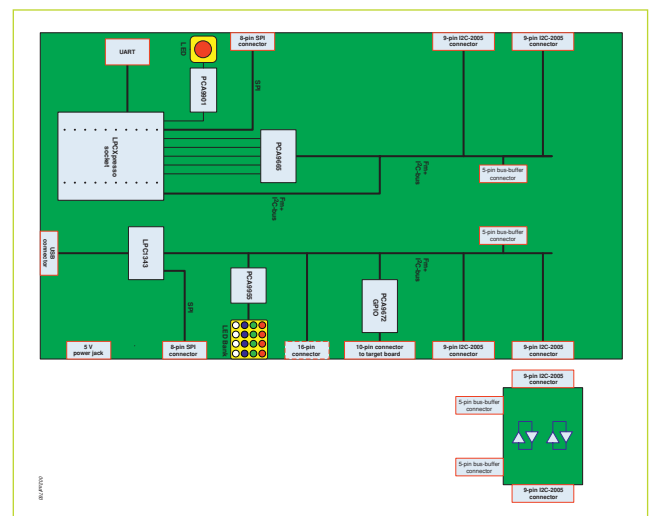 LED
8-pin SPI
connector
9-pin I2C-2005
connector
9-pin I2C-2005
connector
UART
PCA9901
SPI
LPCXpresso
socket
PCA9665
Fm+
I²C-bus
5-pin bus-buffer
connector
Fm+
I²C-bus
5-pin bus-buffer
connector
USB
connector
LPC1343
Fm+
I²C-bus
PCA9955
PCA9672
GPIO
SPI
LED Bank
5 V
power jack
8-pin SPI
connector
16-pin
connector
10-pin connector
to target board
9-pin I2C-2005
connector
9-pin I2C-2005
connector
9-pin I2C-2005
connector
5-pin bus-buffer
connector
5-pin bus-buffer
connector
9-pin I2C-2005
connector